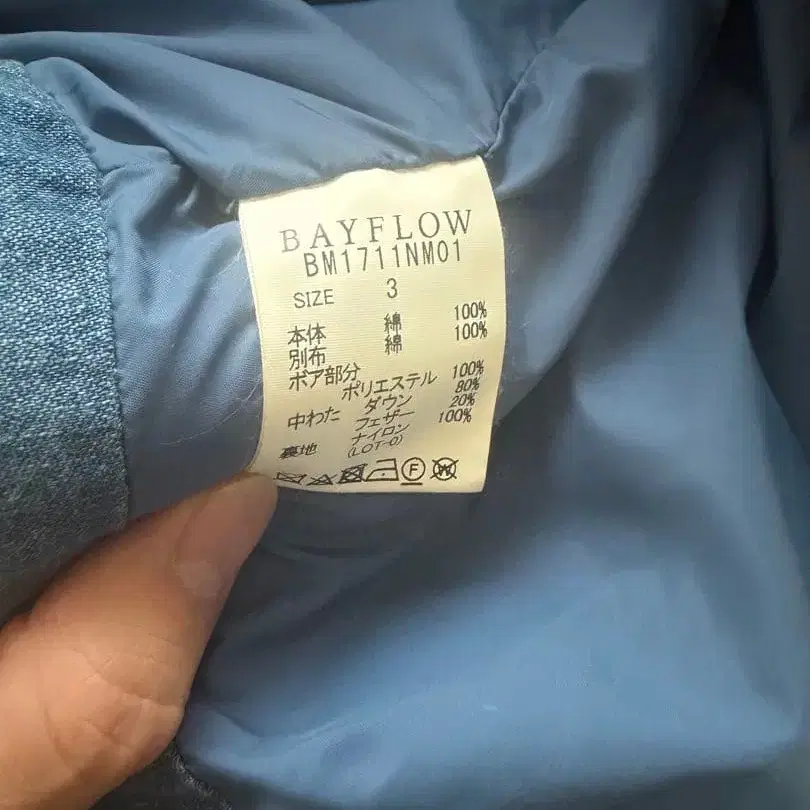 BAYFLOW
BM1711NM01
SIZE 3
本体 綿 100%
別布 綿 100%
ボア部分
ポリエステル 100%
中わた ダウン 80%
フェザー 20%
裏地 ナイロン 100%
(LOT-0)
F W